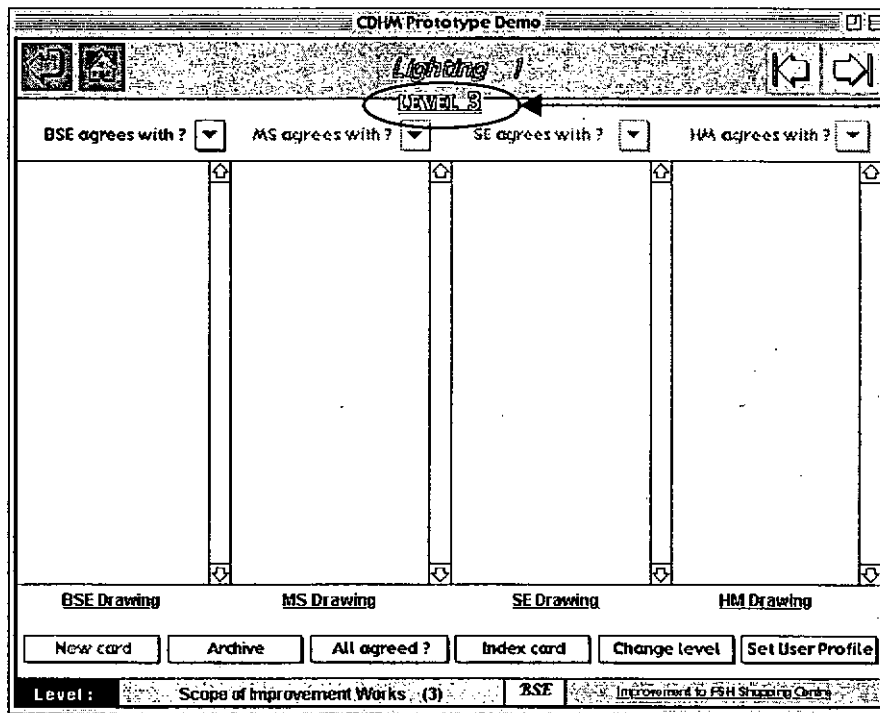 CDHM Prototype Demo
Lighting 1
LEVEL 3
BSE agrees with ? MS agrees with ? SE agrees with ? HM agrees with ?
BSE Drawing MS Drawing SE Drawing HM Drawing
New card Archive All agreed ? Index card Change level Set User Profile
Level : Scope of Improvement Works (3) BSE Improvement to FSH Shopping Centre